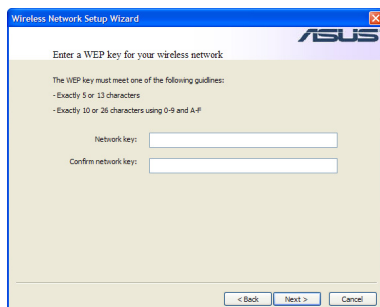 Wireless Network Setup Wizard
ASUS
Enter a WEP key for your wireless network
The WEP key must meet one of the following guidlines:
- Exactly 5 or 13 characters
- Exactly 10 or 26 characters using 0-9 and A-F
Network key:
Confirm network key:
< Back
Next >
Cancel